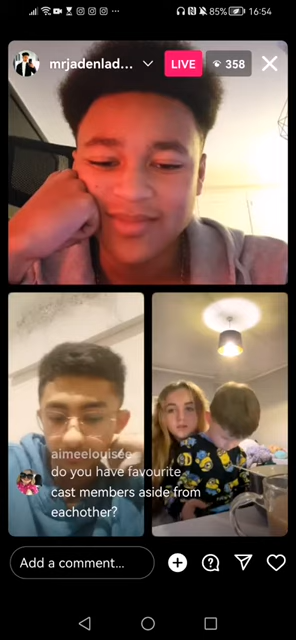 85% 16:54
mrjadenlad... LIVE 358
aimeelouisee
do you have favourite
cast members aside from
eachother?
Add a comment...